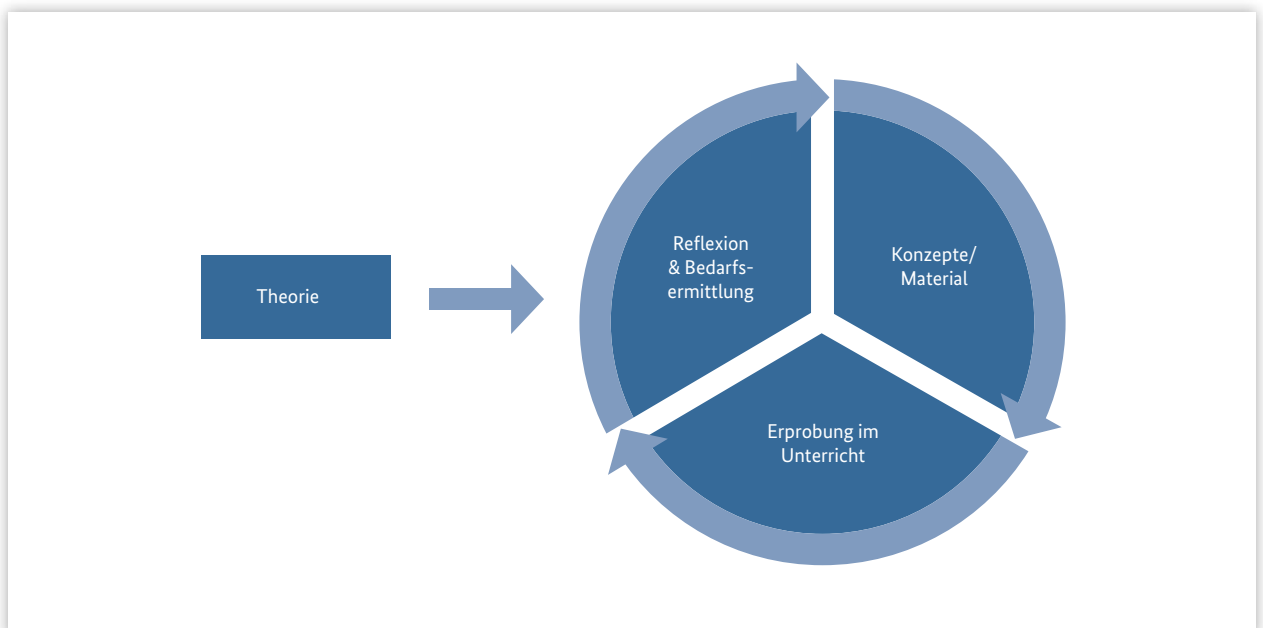 Theorie
Reflexion
& Bedarfs-
ermittlung
Konzepte/
Material
Erprobung im
Unterricht